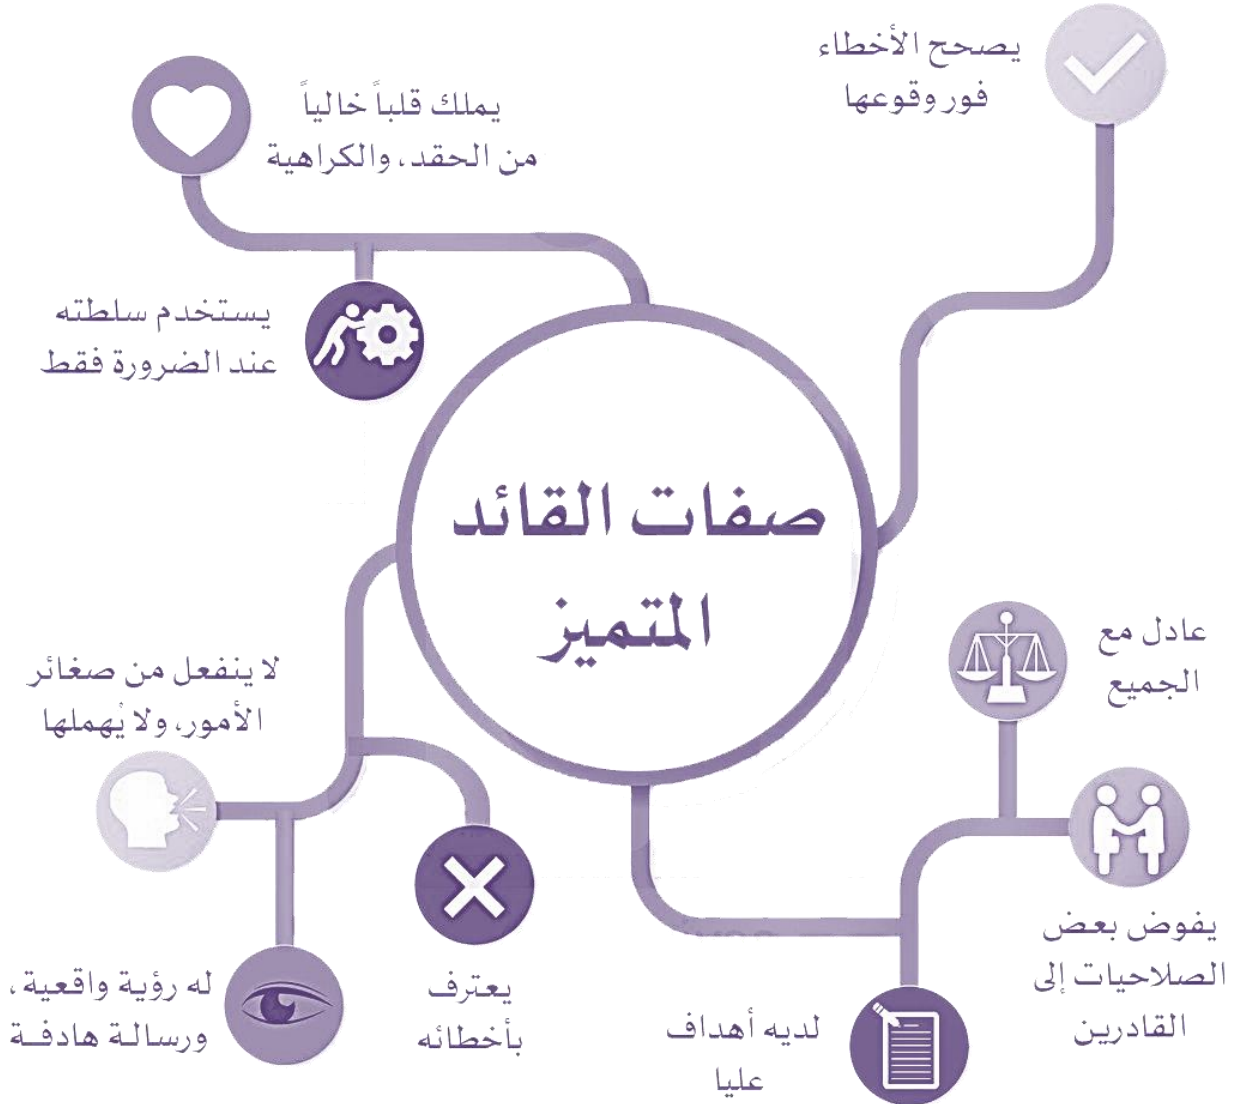 صفات القائد
المتميز
يصحح الأخطاء
فور وقوعها
يملك قلباً خالياً
من الحقد، والكراهية
يستخدم سلطته
عند الضرورة فقط
عادل مع
الجميع
يفوض بعض
الصلاحيات إلى
القادرين
لديه أهداف
عليا
لا ينفعل من صغائر
الأمور، ولا يُهملها
يعترف
بأخطائه
له رؤية واقعية،
ورسالة هادفة